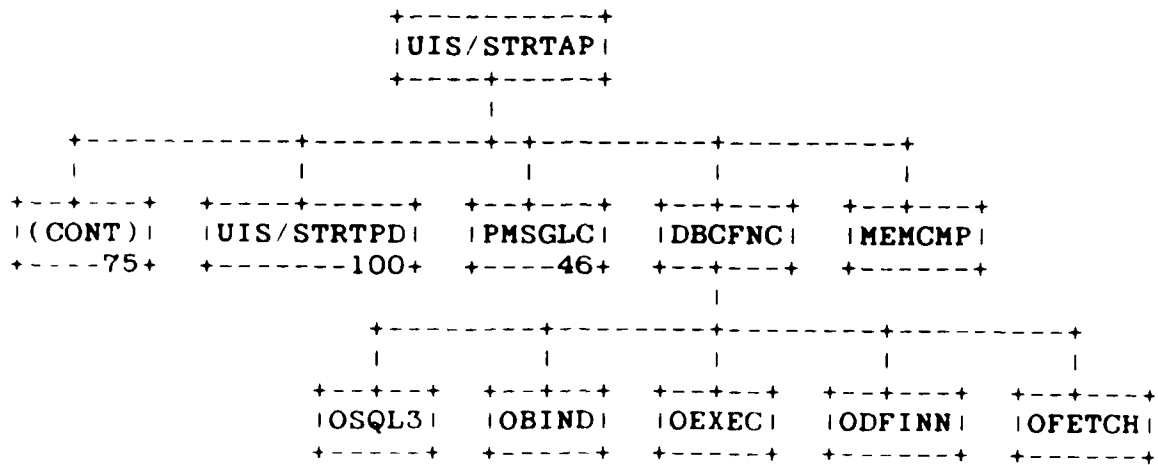 UIS/STRTAP
(CONT) UIS/STRTPD PMSGLC DBCFNC MEMCMP
75 100 46
OSQL3 OBIND OEXEC ODFINN OFETCH